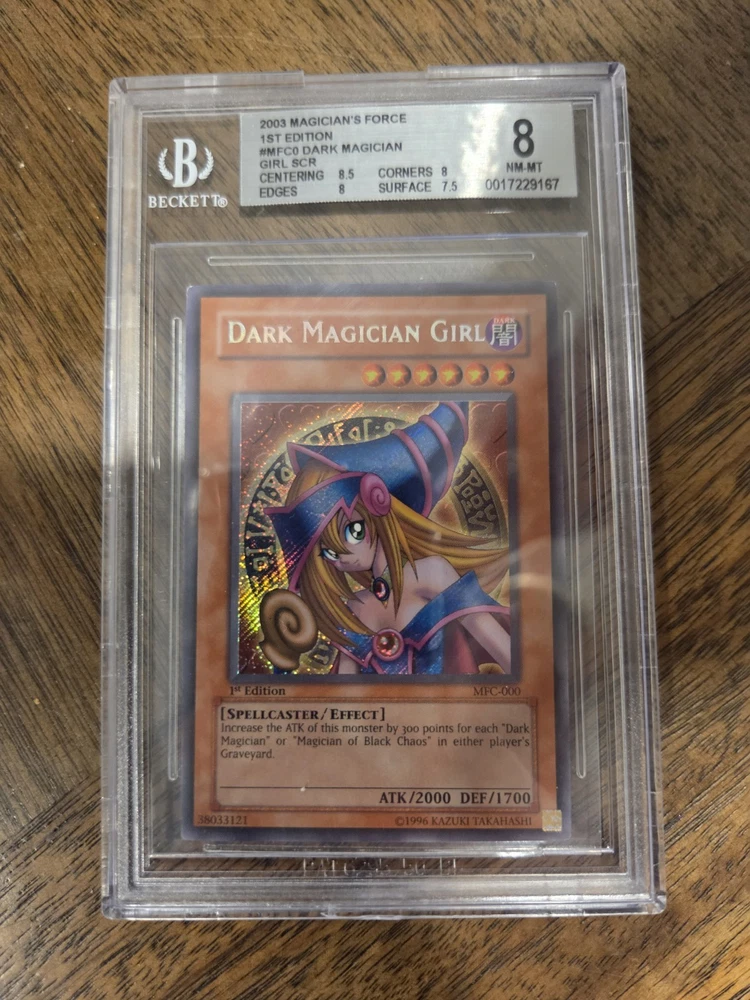 2003 MAGICIAN'S FORCE
1ST EDITION
#MFC0 DARK MAGICIAN
GIRL SCR
CENTERING 8.5 CORNERS 8
EDGES 8 SURFACE 7.5
8
NM-MT
0017229167
B
BECKETT®
DARK MAGICIAN GIRL
DARK
闇
1st Edition
MFC-000
[SPELLCASTER/EFFECT]
Increase the ATK of this monster by 300 points for each "Dark
Magician" or "Magician of Black Chaos" in either player's
Graveyard.
ATK/2000 DEF/1700
38033121
©1996 KAZUKI TAKAHASHI